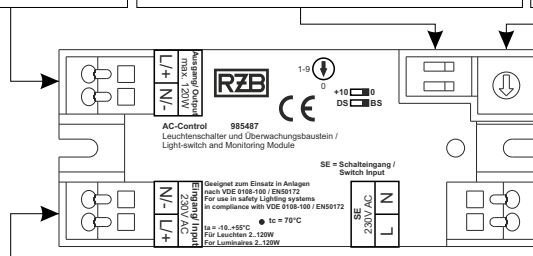 Ausgang/ Output
max. 120W
L/+
N/-
RZB
1-9
0
+10 0
DS BS
CE
AC-Control 985487
Leuchtenschalter und Überwachungsbaustein /
Light-switch and Monitoring Module
SE = Schalteingang /
Switch Input
Eingang/ Input
230V AC
N/-
L/+
Geeignet zum Einsatz in Anlagen
nach VDE 0108-100 / EN50172
For use in safety Lighting systems
in compliance with VDE 0108-100 / EN50172
tc = 70°C
ta = -10..+55°C
Für Leuchten 2..120W
For Luminaires 2..120W
SE
230V AC
N
L